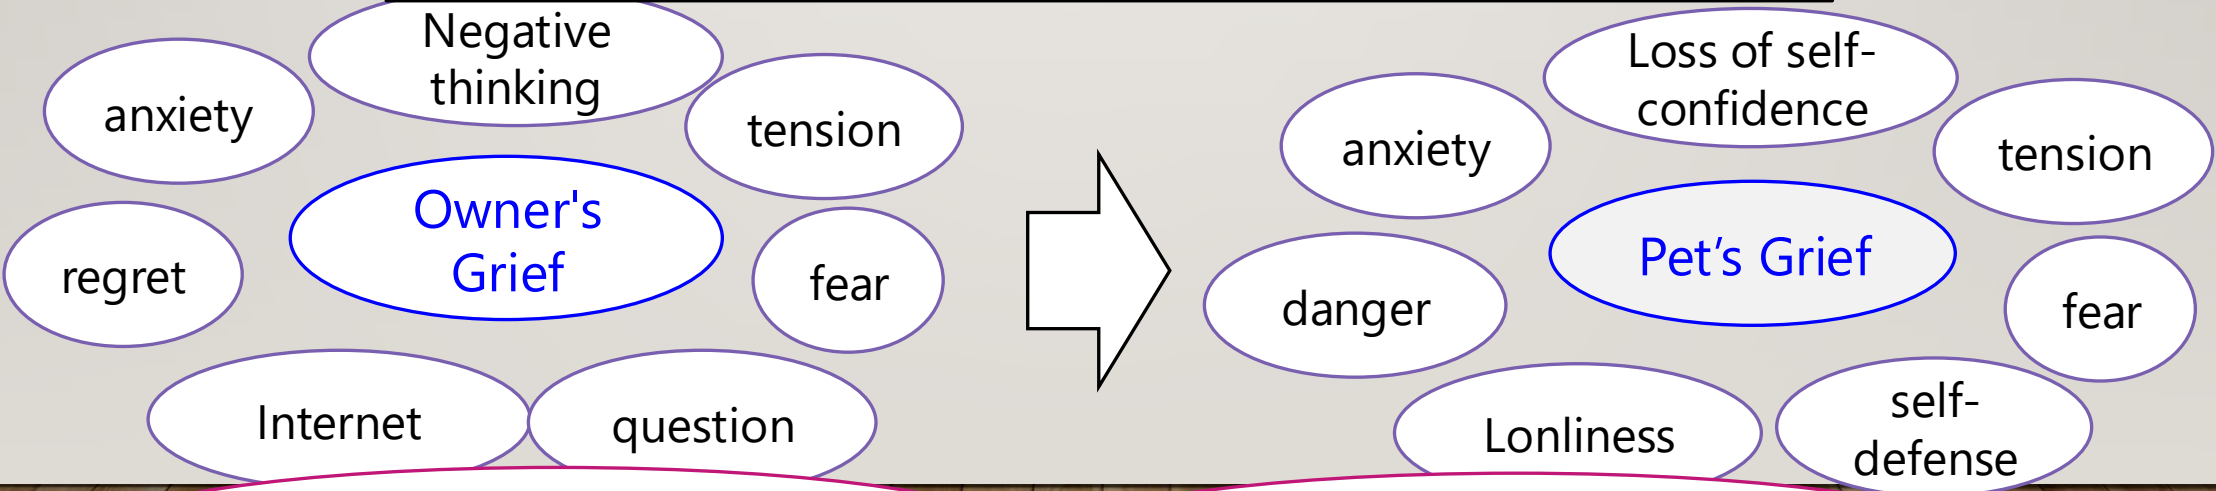 Negative
thinking
anxiety
tension
Owner's
Grief
regret
fear
Internet
question
Loss of self-
confidence
anxiety
tension
Pet’s Grief
danger
fear
Lonliness
self-
defense